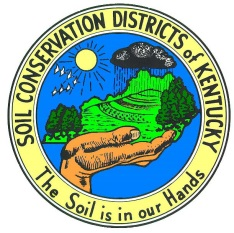 SOIL CONSERVATION DISTRICTS of KENTUCKY
The Soil is in our Hands